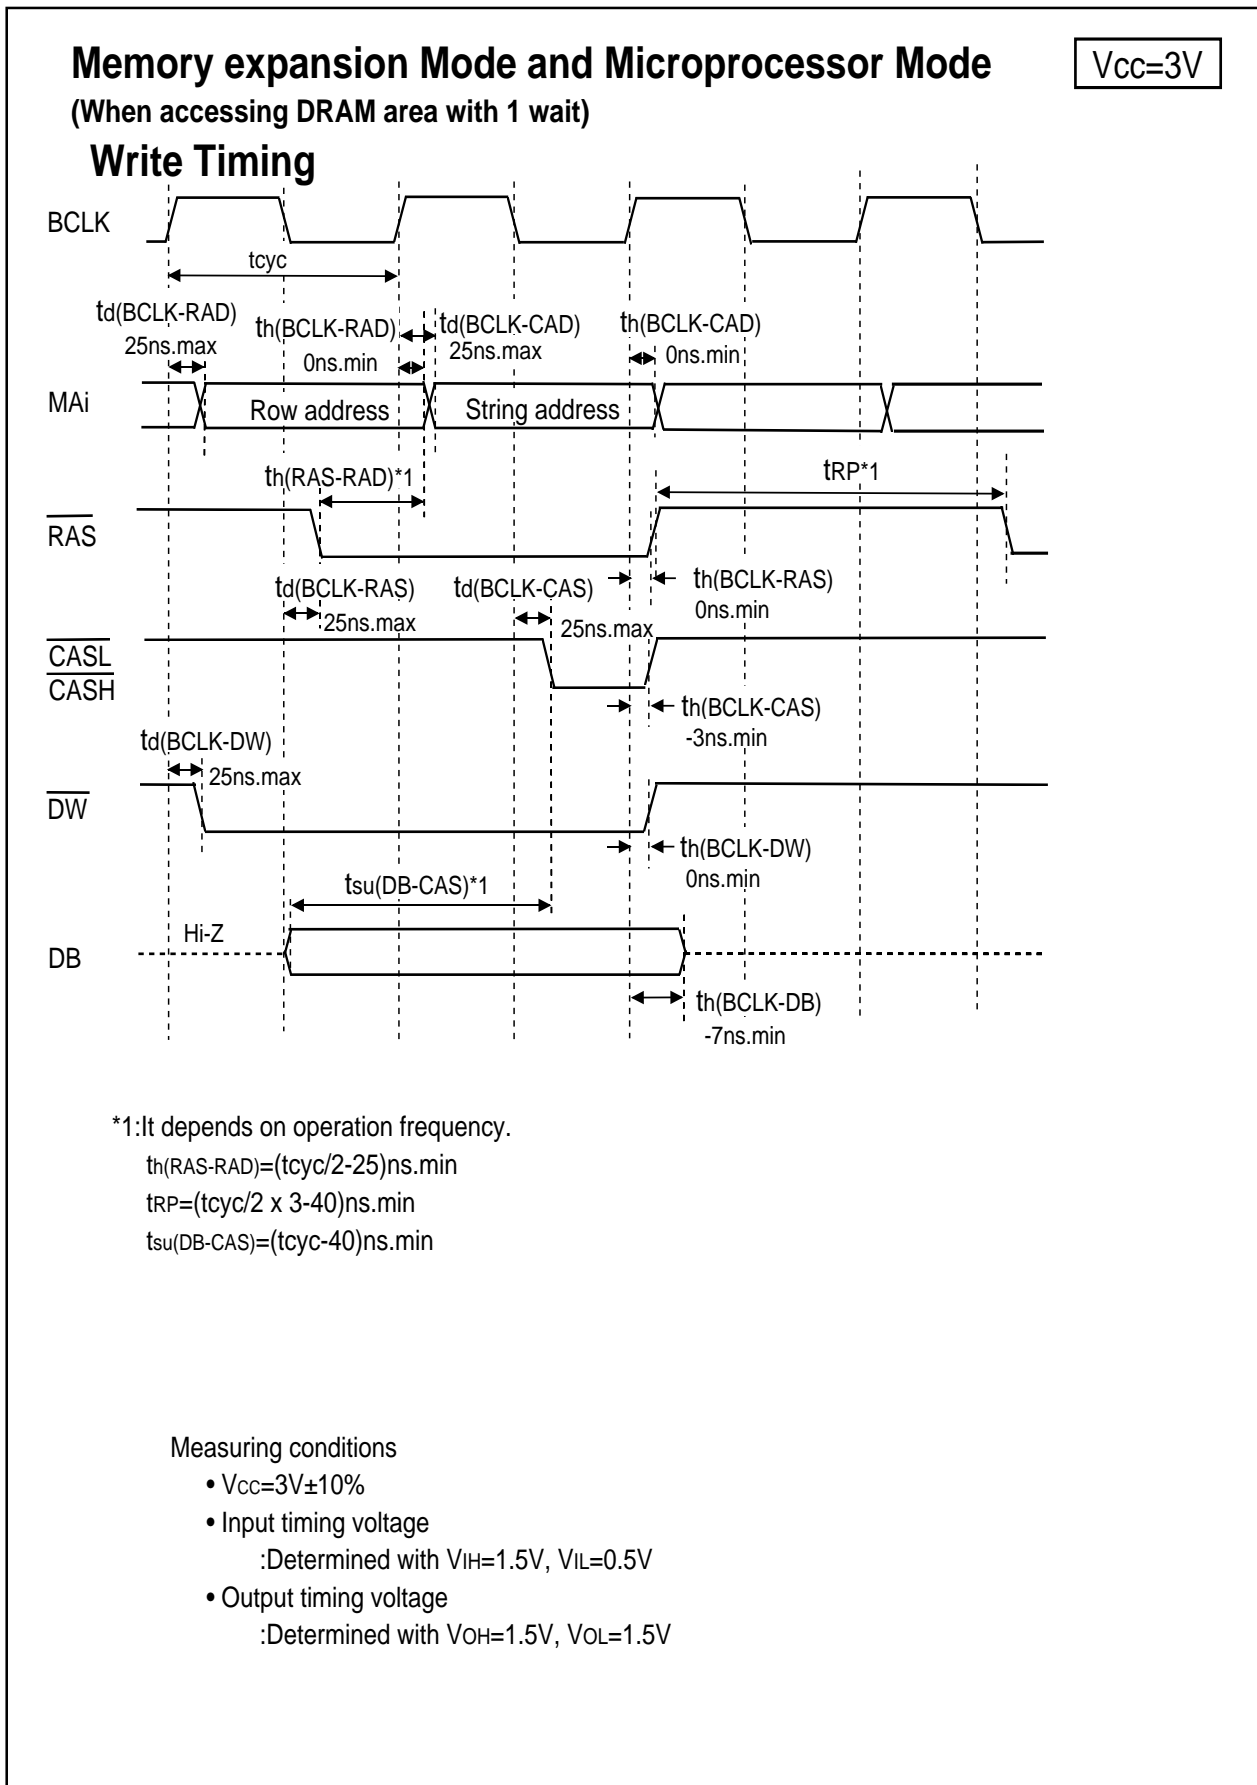 Memory expansion Mode and Microprocessor Mode
Vcc=3V
(When accessing DRAM area with 1 wait)
Write Timing
BCLK
tcyc
td(BCLK-RAD)
25ns.max
th(BCLK-RAD)
0ns.min
td(BCLK-CAD)
25ns.max
th(BCLK-CAD)
0ns.min
MAi
Row address
String address
th(RAS-RAD)*1
tRP*1
RAS
td(BCLK-RAS)
25ns.max
td(BCLK-CAS)
25ns.max
th(BCLK-RAS)
0ns.min
CASL
CASH
th(BCLK-CAS)
-3ns.min
td(BCLK-DW)
25ns.max
DW
th(BCLK-DW)
0ns.min
tsu(DB-CAS)*1
Hi-Z
DB
th(BCLK-DB)
-7ns.min
*1:It depends on operation frequency.
th(RAS-RAD)=(tcyc/2-25)ns.min
tRP=(tcyc/2 x 3-40)ns.min
tsu(DB-CAS)=(tcyc-40)ns.min
Measuring conditions
• VCC=3V±10%
• Input timing voltage
:Determined with VIH=1.5V, VIL=0.5V
• Output timing voltage
:Determined with VOH=1.5V, VOL=1.5V